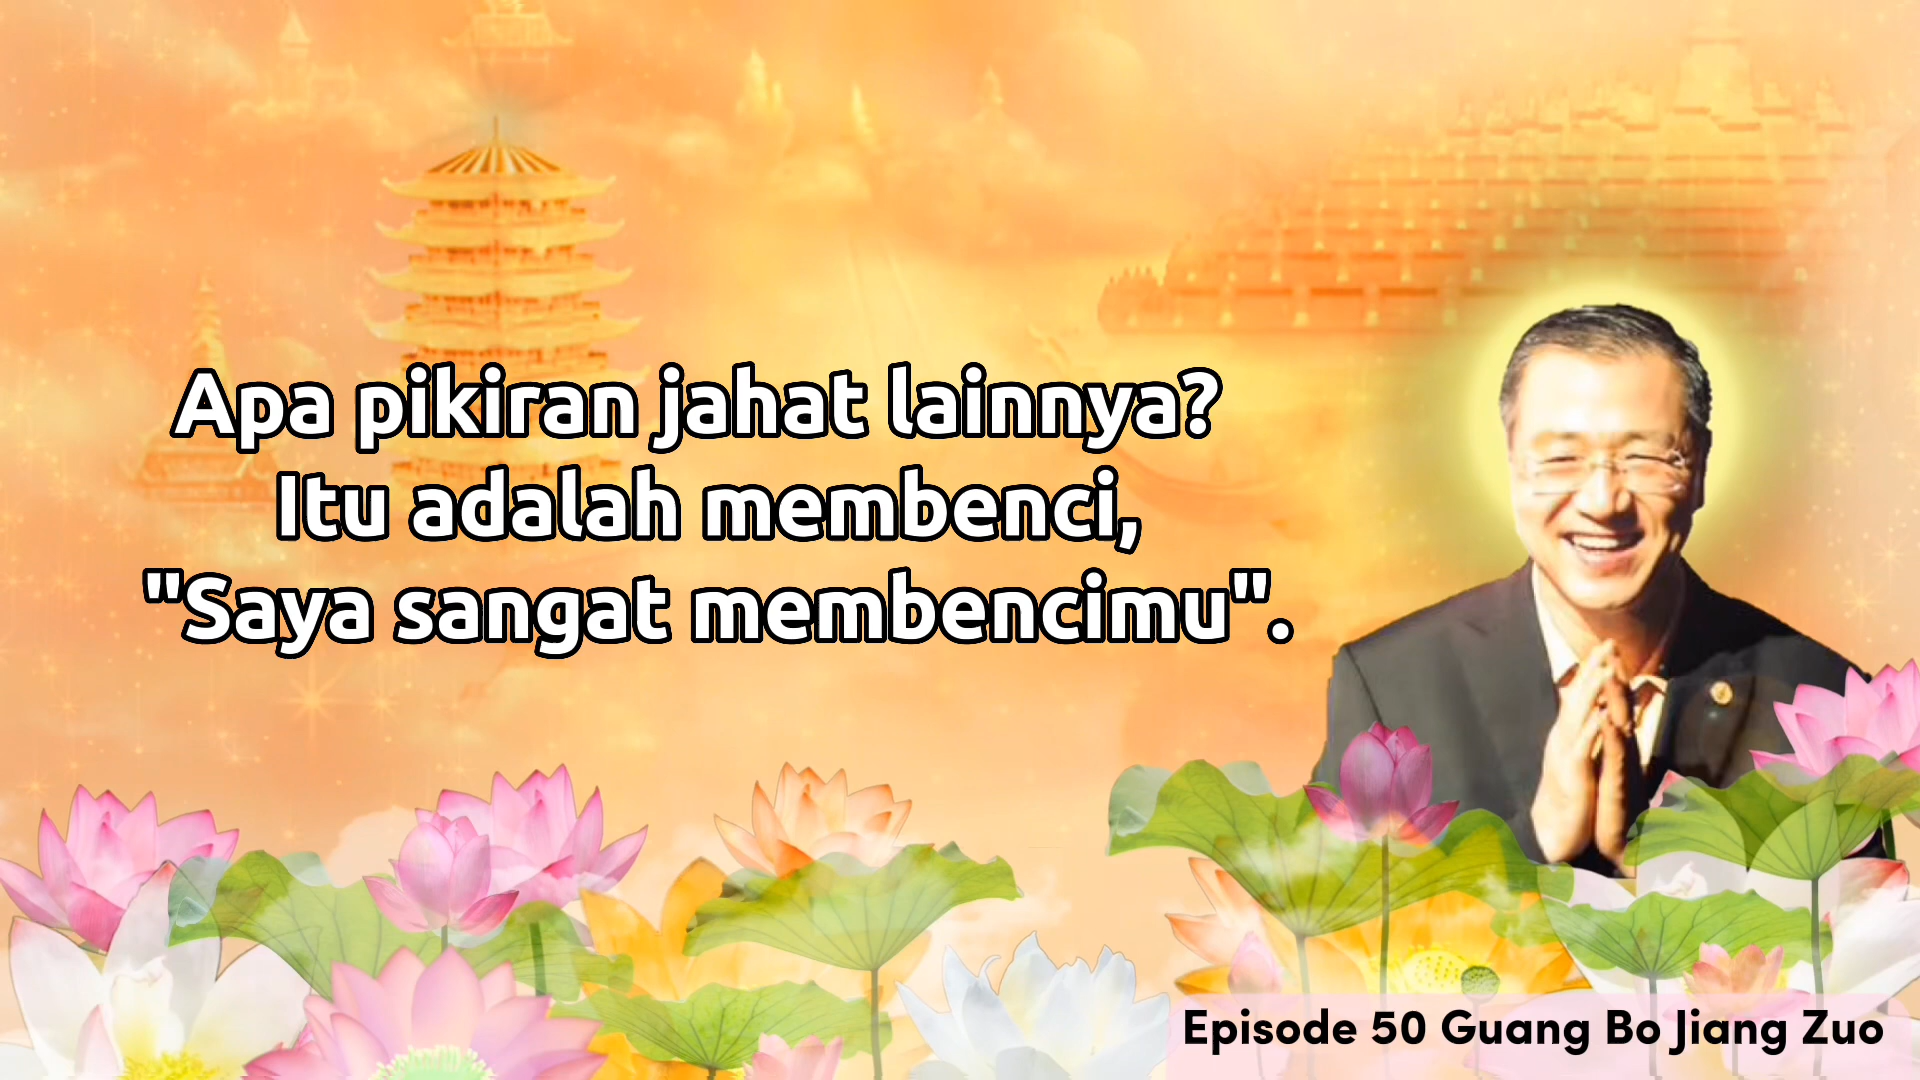 Apa pikiran jahat lainnya?
Itu adalah membenci,
"Saya sangat membencimu".
Episode 50 Guang Bo Jiang Zuo